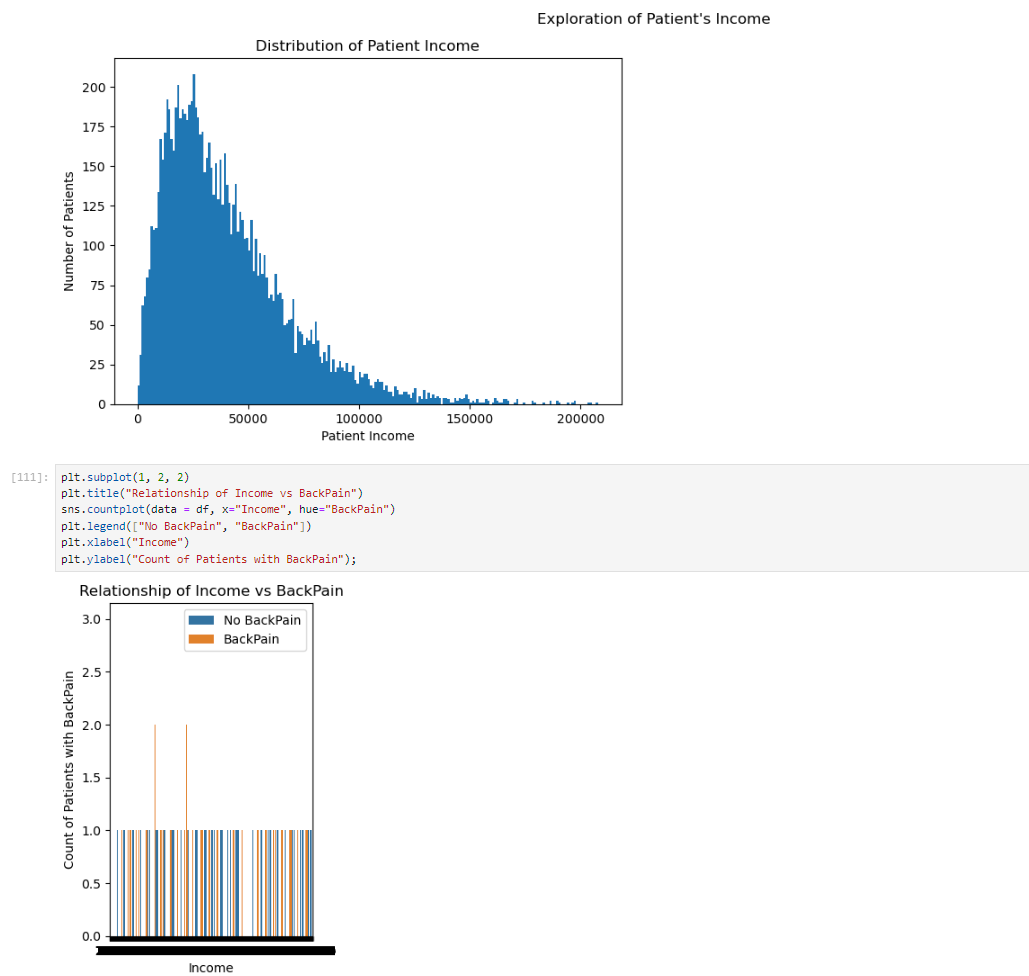 Exploration of Patient's Income
Distribution of Patient Income
200
175
150
125
100
75
50
25
0
Number of Patients
0 50000 100000 150000 200000
Patient Income
[111]: plt.subplot(1, 2, 2)
plt.title("Relationship of Income vs BackPain")
sns.countplot(data = df, x="Income", hue="BackPain")
plt.legend(["No BackPain", "BackPain"])
plt.xlabel("Income")
plt.ylabel("Count of Patients with BackPain");
Relationship of Income vs BackPain
No BackPain
BackPain
3.0
2.5
2.0
1.5
1.0
0.5
0.0
Count of Patients with BackPain
Income